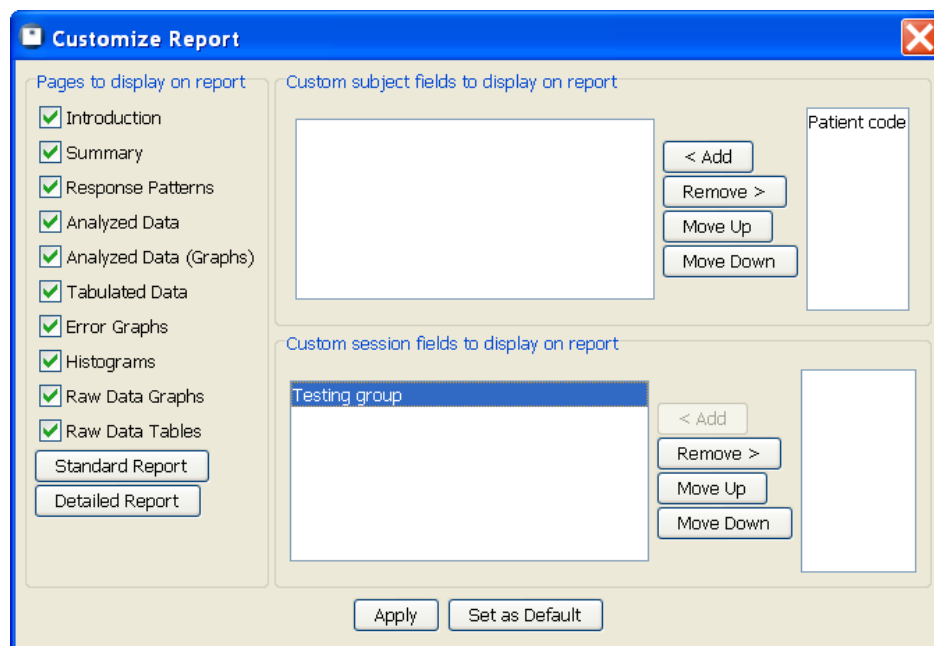 Customize Report
Pages to display on report
Introduction
Summary
Response Patterns
Analyzed Data
Analyzed Data (Graphs)
Tabulated Data
Error Graphs
Histograms
Raw Data Graphs
Raw Data Tables
Standard Report
Detailed Report
Custom subject fields to display on report
< Add
Remove >
Move Up
Move Down
Patient code
Custom session fields to display on report
Testing group
< Add
Remove >
Move Up
Move Down
Apply
Set as Default